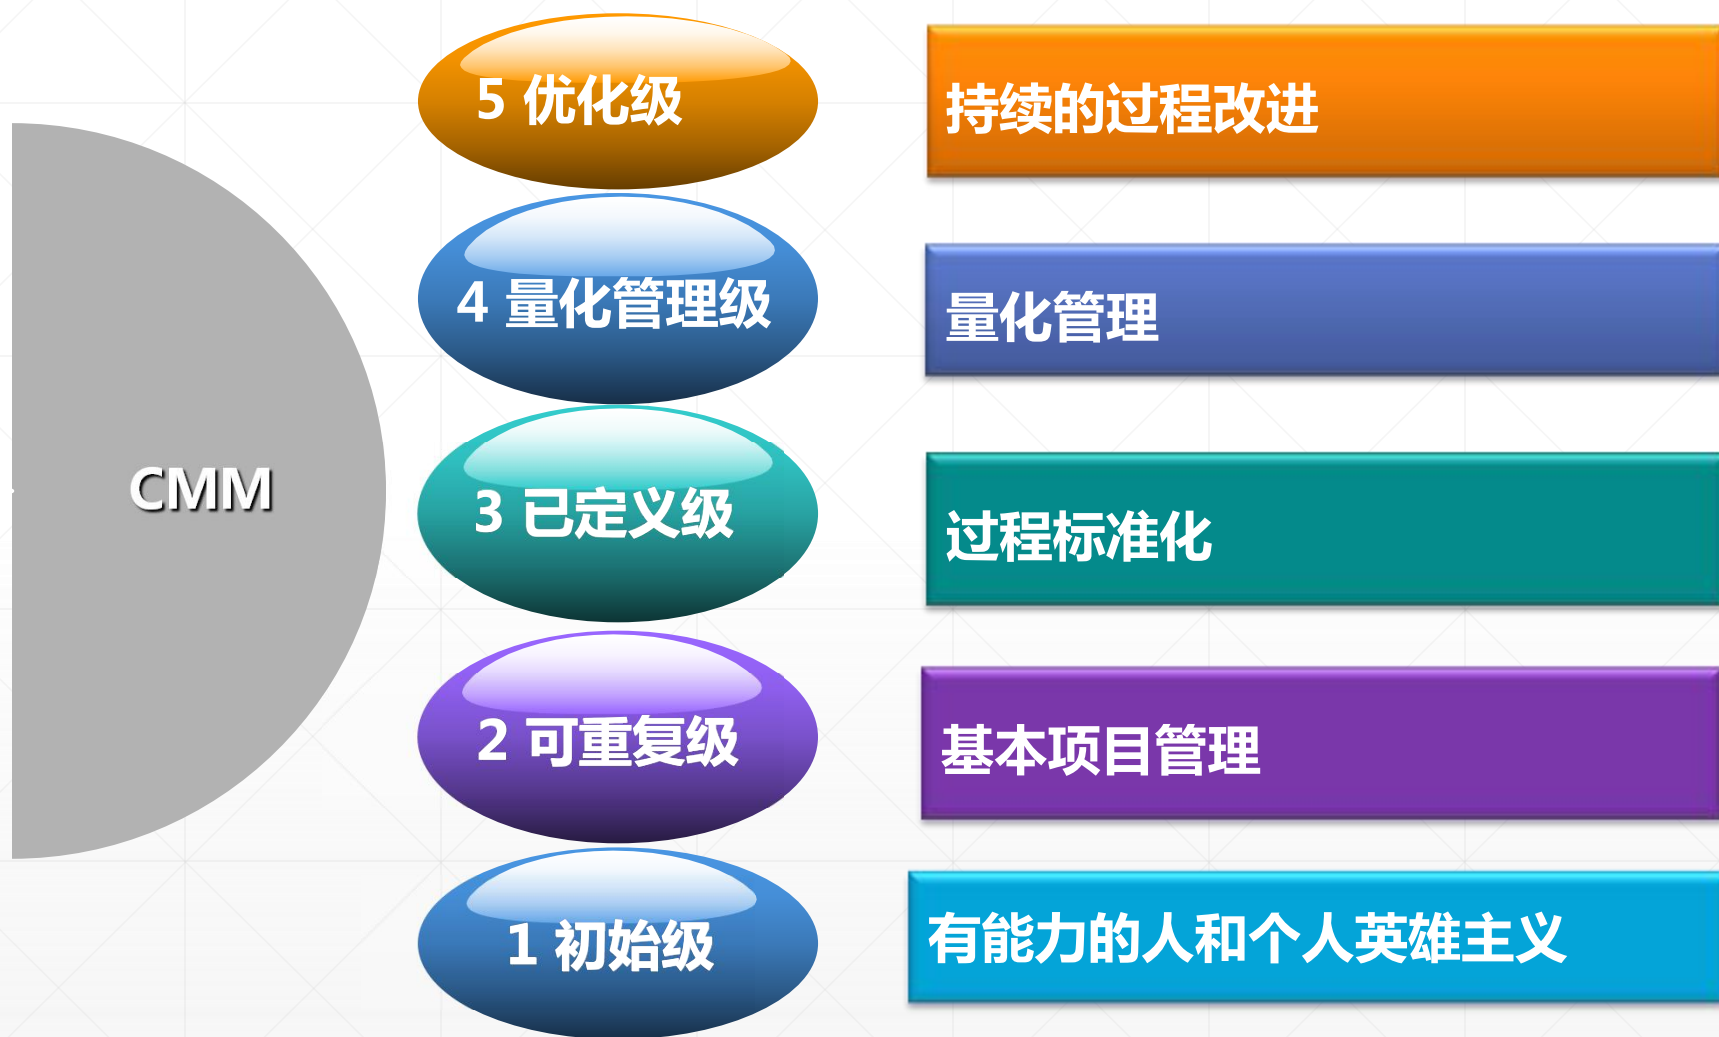 CMM
5 优化级
持续的过程改进
4 量化管理级
量化管理
3 已定义级
过程标准化
2 可重复级
基本项目管理
1 初始级
有能力的人和个人英雄主义